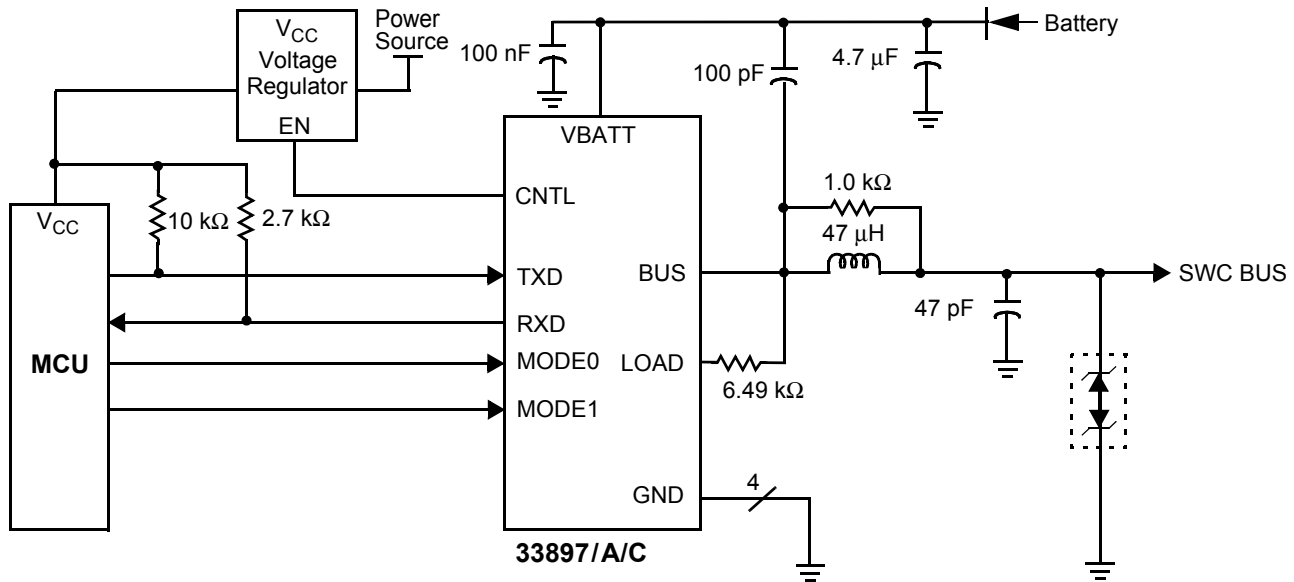 V_CC
Voltage
Regulator
EN
Power
Source
100 nF
100 pF
4.7 μF
Battery
VBATT
CNTL
TXD
RXD
MODE0
MODE1
BUS
LOAD
GND
V_CC
MCU
10 kΩ
2.7 kΩ
1.0 kΩ
47 μH
47 pF
SWC BUS
6.49 kΩ
4
33897/A/C